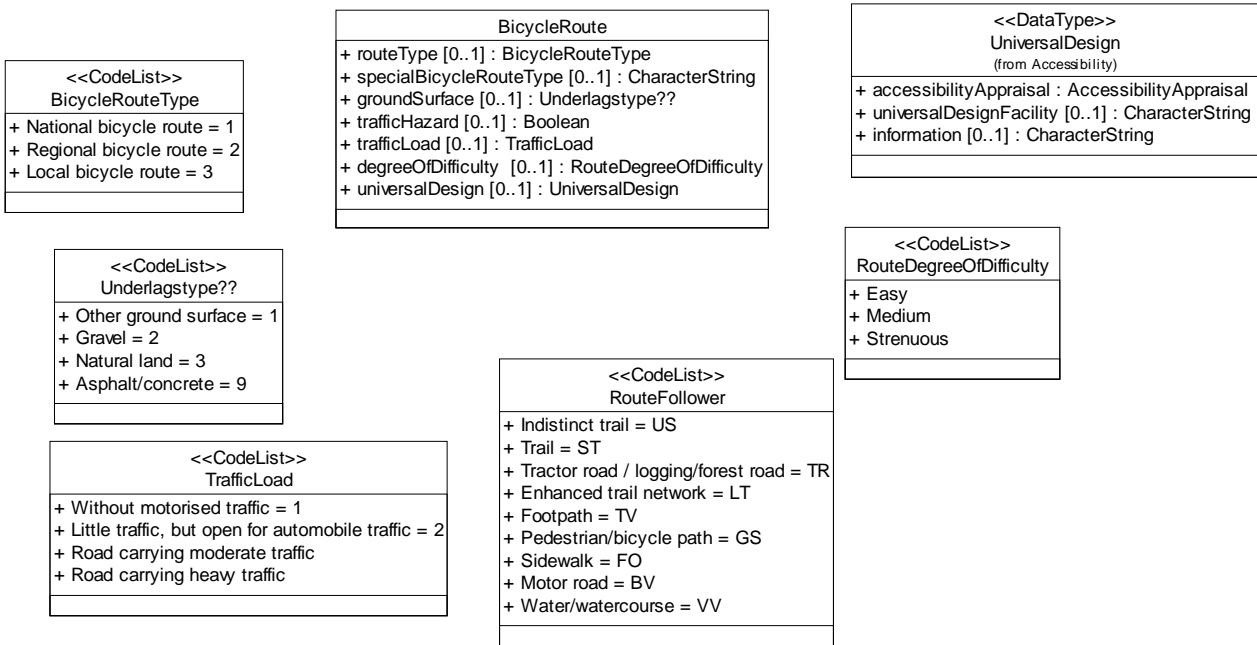 <<CodeList>>
BicycleRouteType
+ National bicycle route = 1
+ Regional bicycle route = 2
+ Local bicycle route = 3
BicycleRoute
+ routeType [0..1] : BicycleRouteType
+ specialBicycleRouteType [0..1] : CharacterString
+ groundSurface [0..1] : Underlagstype??
+ trafficHazard [0..1] : Boolean
+ trafficLoad [0..1] : TrafficLoad
+ degreeOfDifficulty [0..1] : RouteDegreeOfDifficulty
+ universalDesign [0..1] : UniversalDesign
<<DataType>>
UniversalDesign
(from Accessibility)
+ accessibilityAppraisal : AccessibilityAppraisal
+ universalDesignFacility [0..1] : CharacterString
+ information [0..1] : CharacterString
<<CodeList>>
Underlagstype??
+ Other ground surface = 1
+ Gravel = 2
+ Natural land = 3
+ Asphalt/concrete = 9
<<CodeList>>
RouteDegreeOfDifficulty
+ Easy
+ Medium
+ Strenuous
<<CodeList>>
TrafficLoad
+ Without motorised traffic = 1
+ Little traffic, but open for automobile traffic = 2
+ Road carrying moderate traffic
+ Road carrying heavy traffic
<<CodeList>>
RouteFollower
+ Indistinct trail = US
+ Trail = ST
+ Tractor road / logging/forest road = TR
+ Enhanced trail network = LT
+ Footpath = TV
+ Pedestrian/bicycle path = GS
+ Sidewalk = FO
+ Motor road = BV
+ Water/watercourse = VV